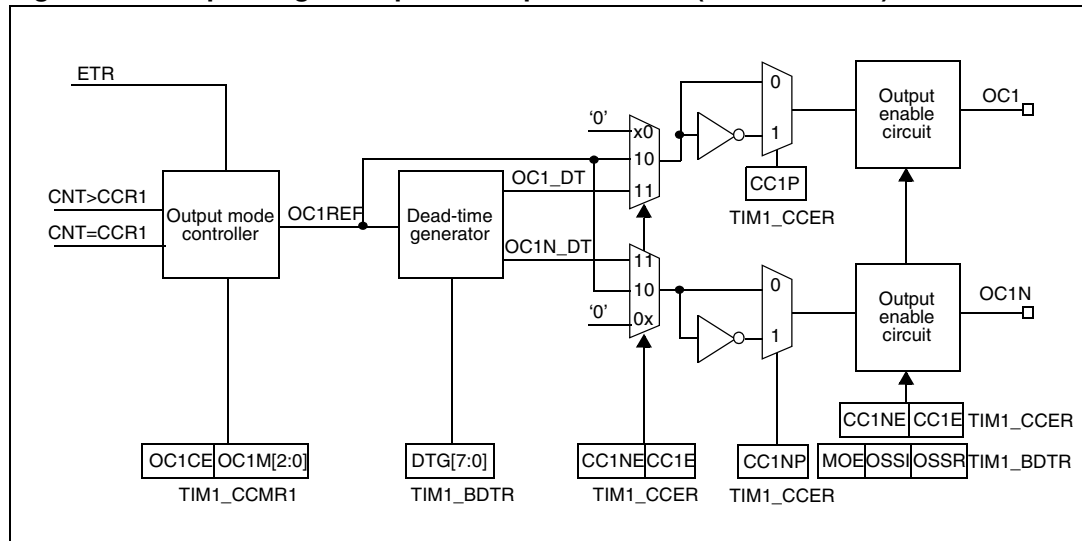 ETR
CNT>CCR1
CNT=CCR1
Output mode
controller
OC1REF
Dead-time
generator
OC1_DT
OC1N_DT
‘0’
x0
10
11
11
10
0x
‘0’
0
1
CC1P
TIM1_CCER
0
1
Output
enable
circuit
OC1
Output
enable
circuit
OC1N
OC1CE OC1M[2:0]
TIM1_CCMR1
DTG[7:0]
TIM1_BDTR
CC1NE CC1E
TIM1_CCER
CC1NP
TIM1_CCER
CC1NE CC1E TIM1_CCER
MOE OSSI OSSR TIM1_BDTR